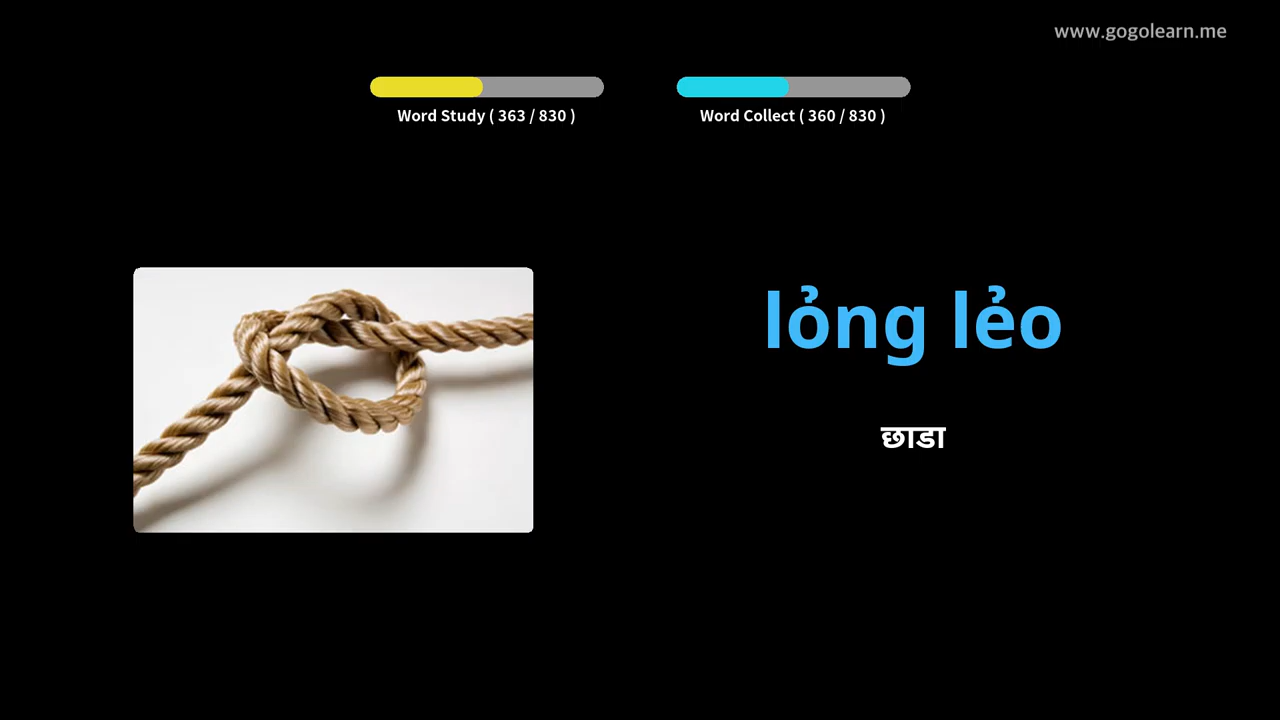 www.gogolearn.me
Word Study ( 363 / 830 )
Word Collect ( 360 / 830 )
lỏng lẻo
छाडा